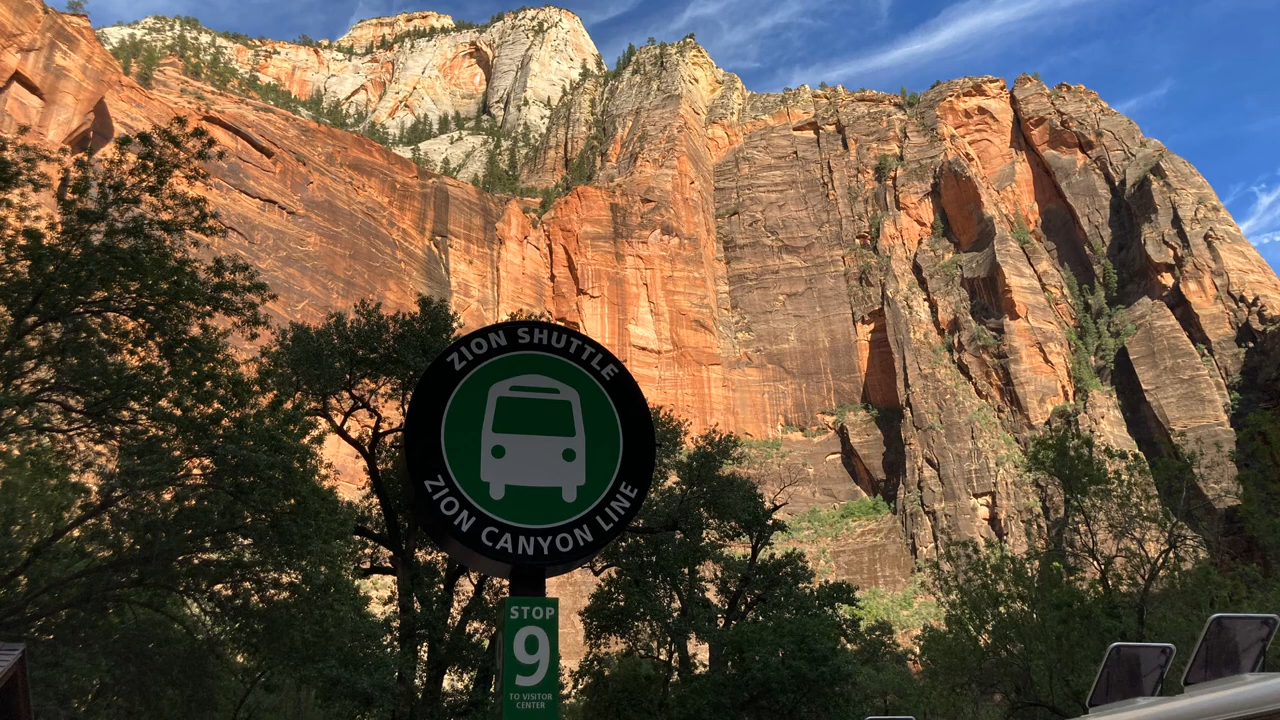 ZION SHUTTLE
ZION CANYON LINE
STOP
9
TO VISITOR
CENTER